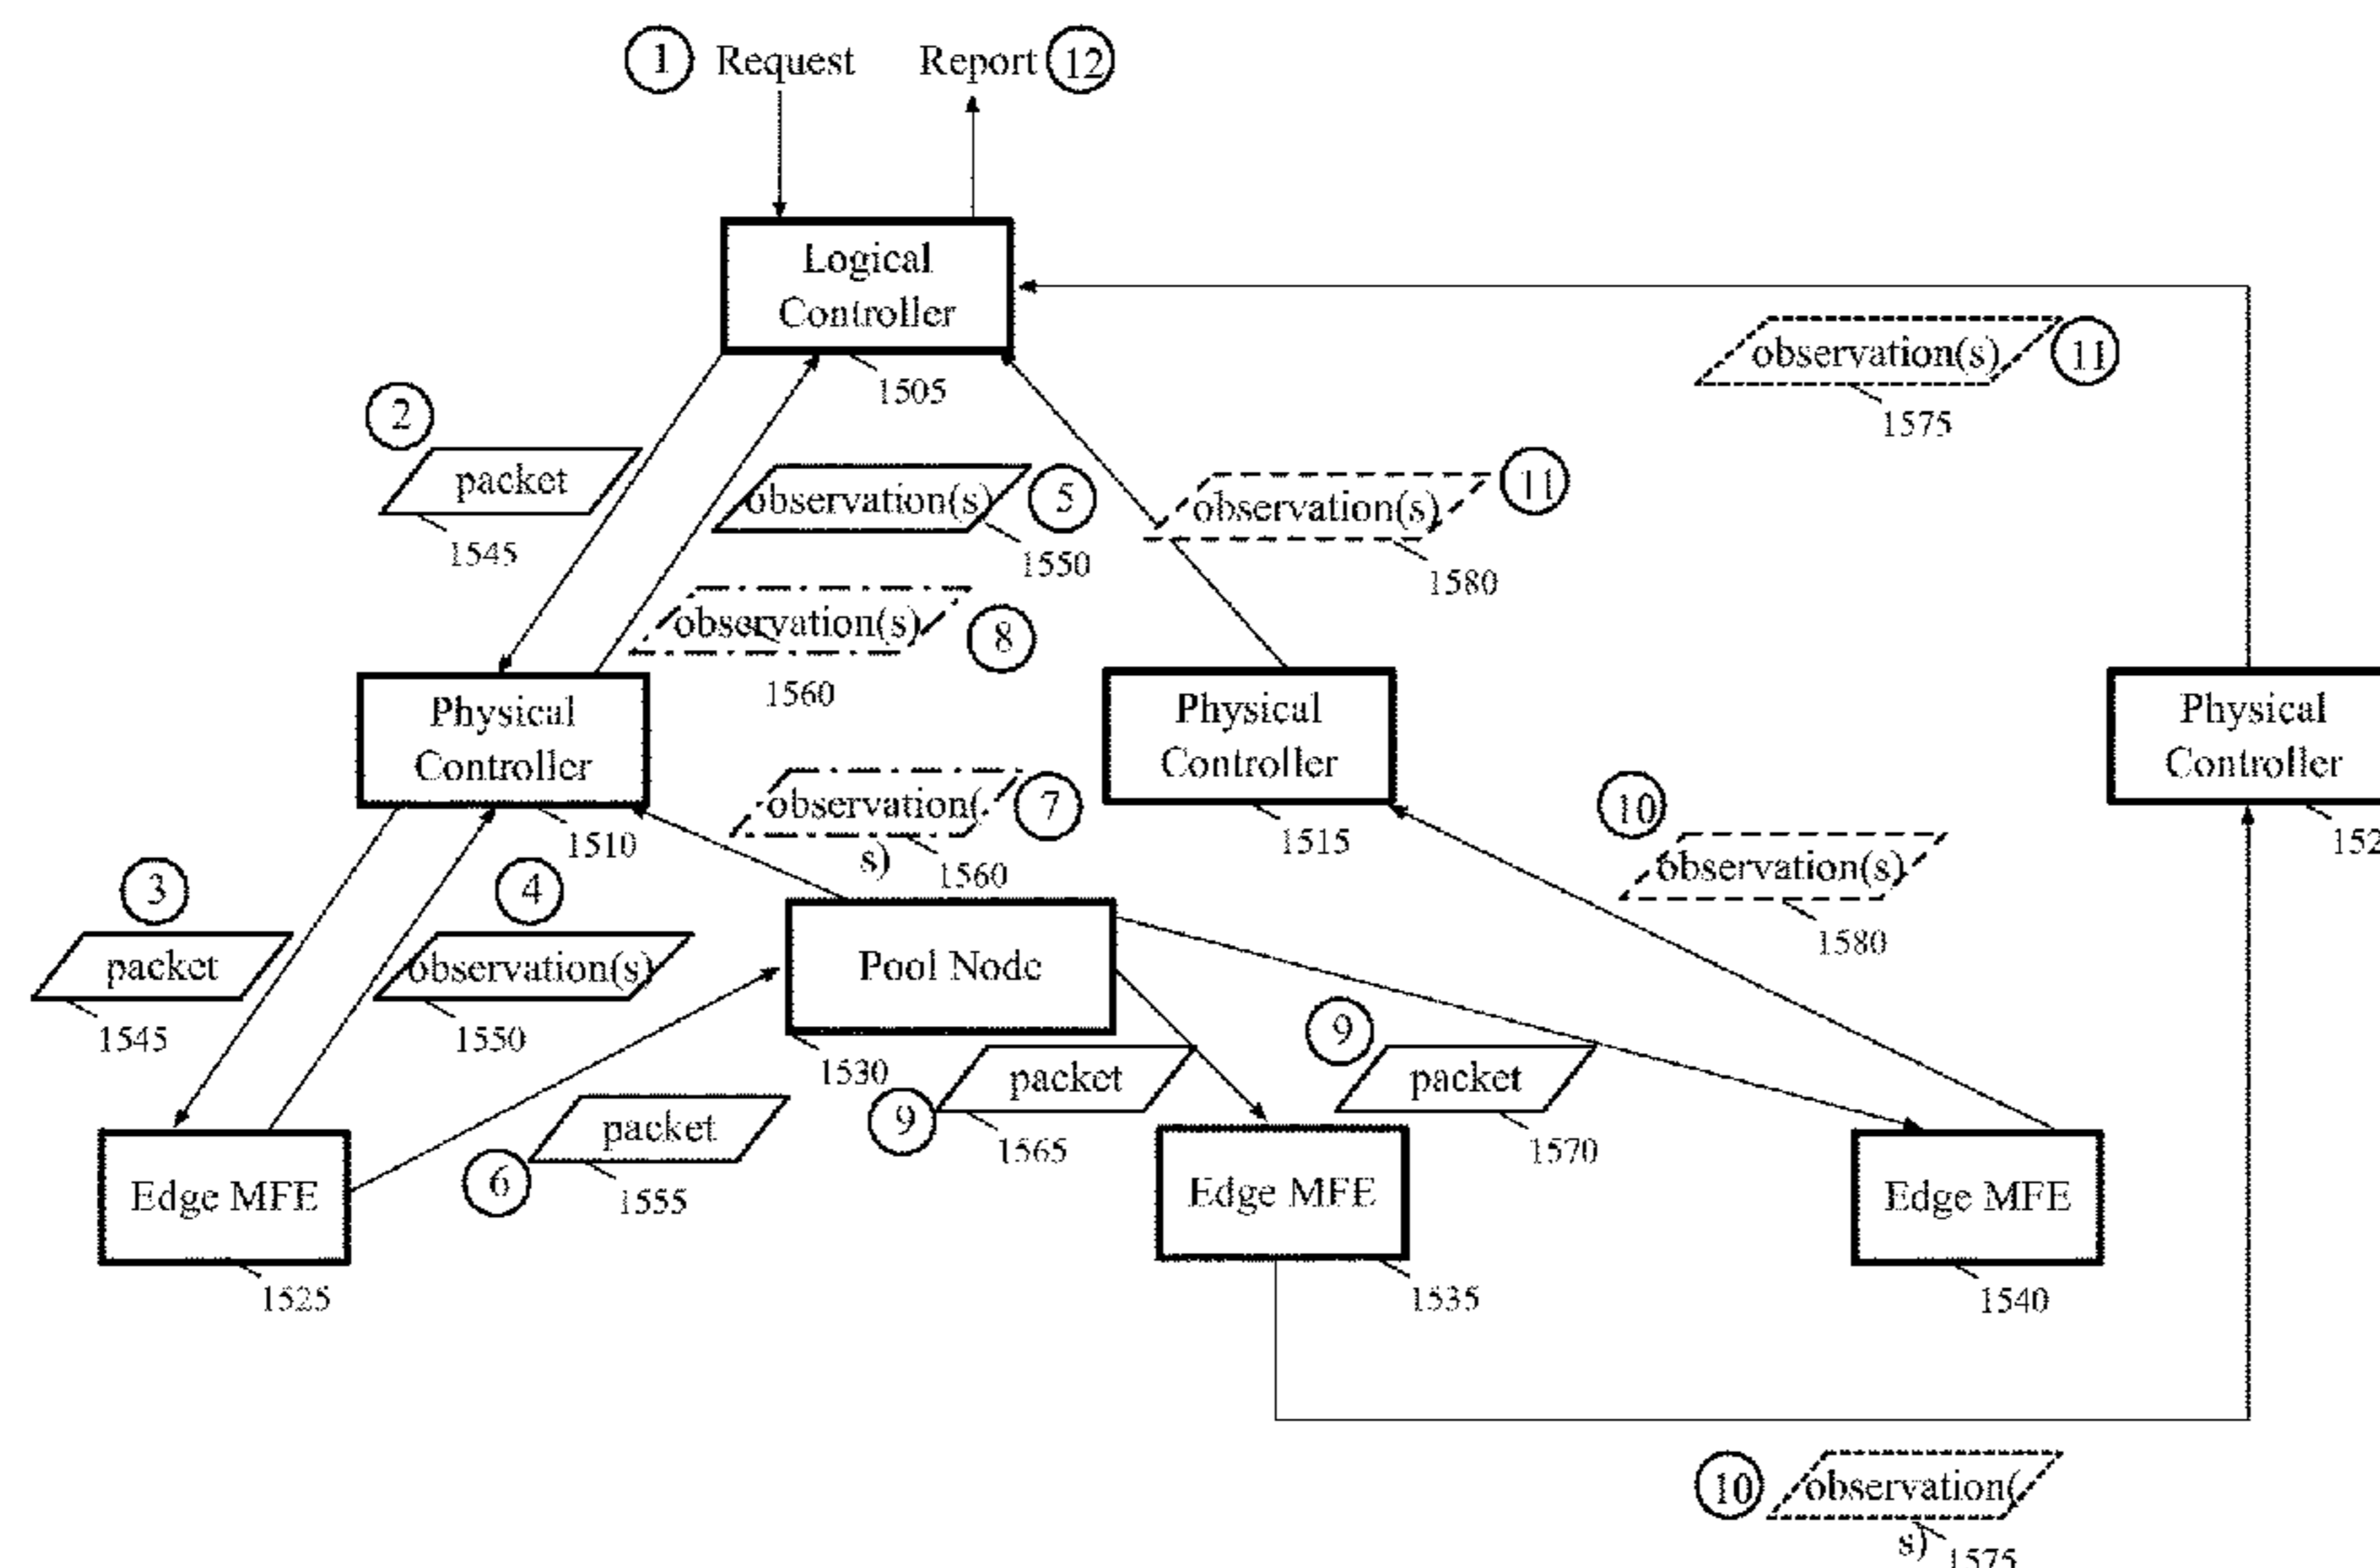 1 Request Report 12
Logical
Controller
1505
observation(s) 11
1575
2
packet
1545
observation(s) 5
1550
observation(s) 11
1580
observation(s) 8
1560
Physical
Controller
1510
Physical
Controller
1515
Physical
Controller
152
observation(
s)
7
1560
10
observation(s)
1580
3
packet
1545
4
observation(s)
1550
Pool Node
1530
6
packet
1555
9
packet
1565
9
packet
1570
Edge MFE
1525
Edge MFE
1535
Edge MFE
1540
10 observation(
s)
1575